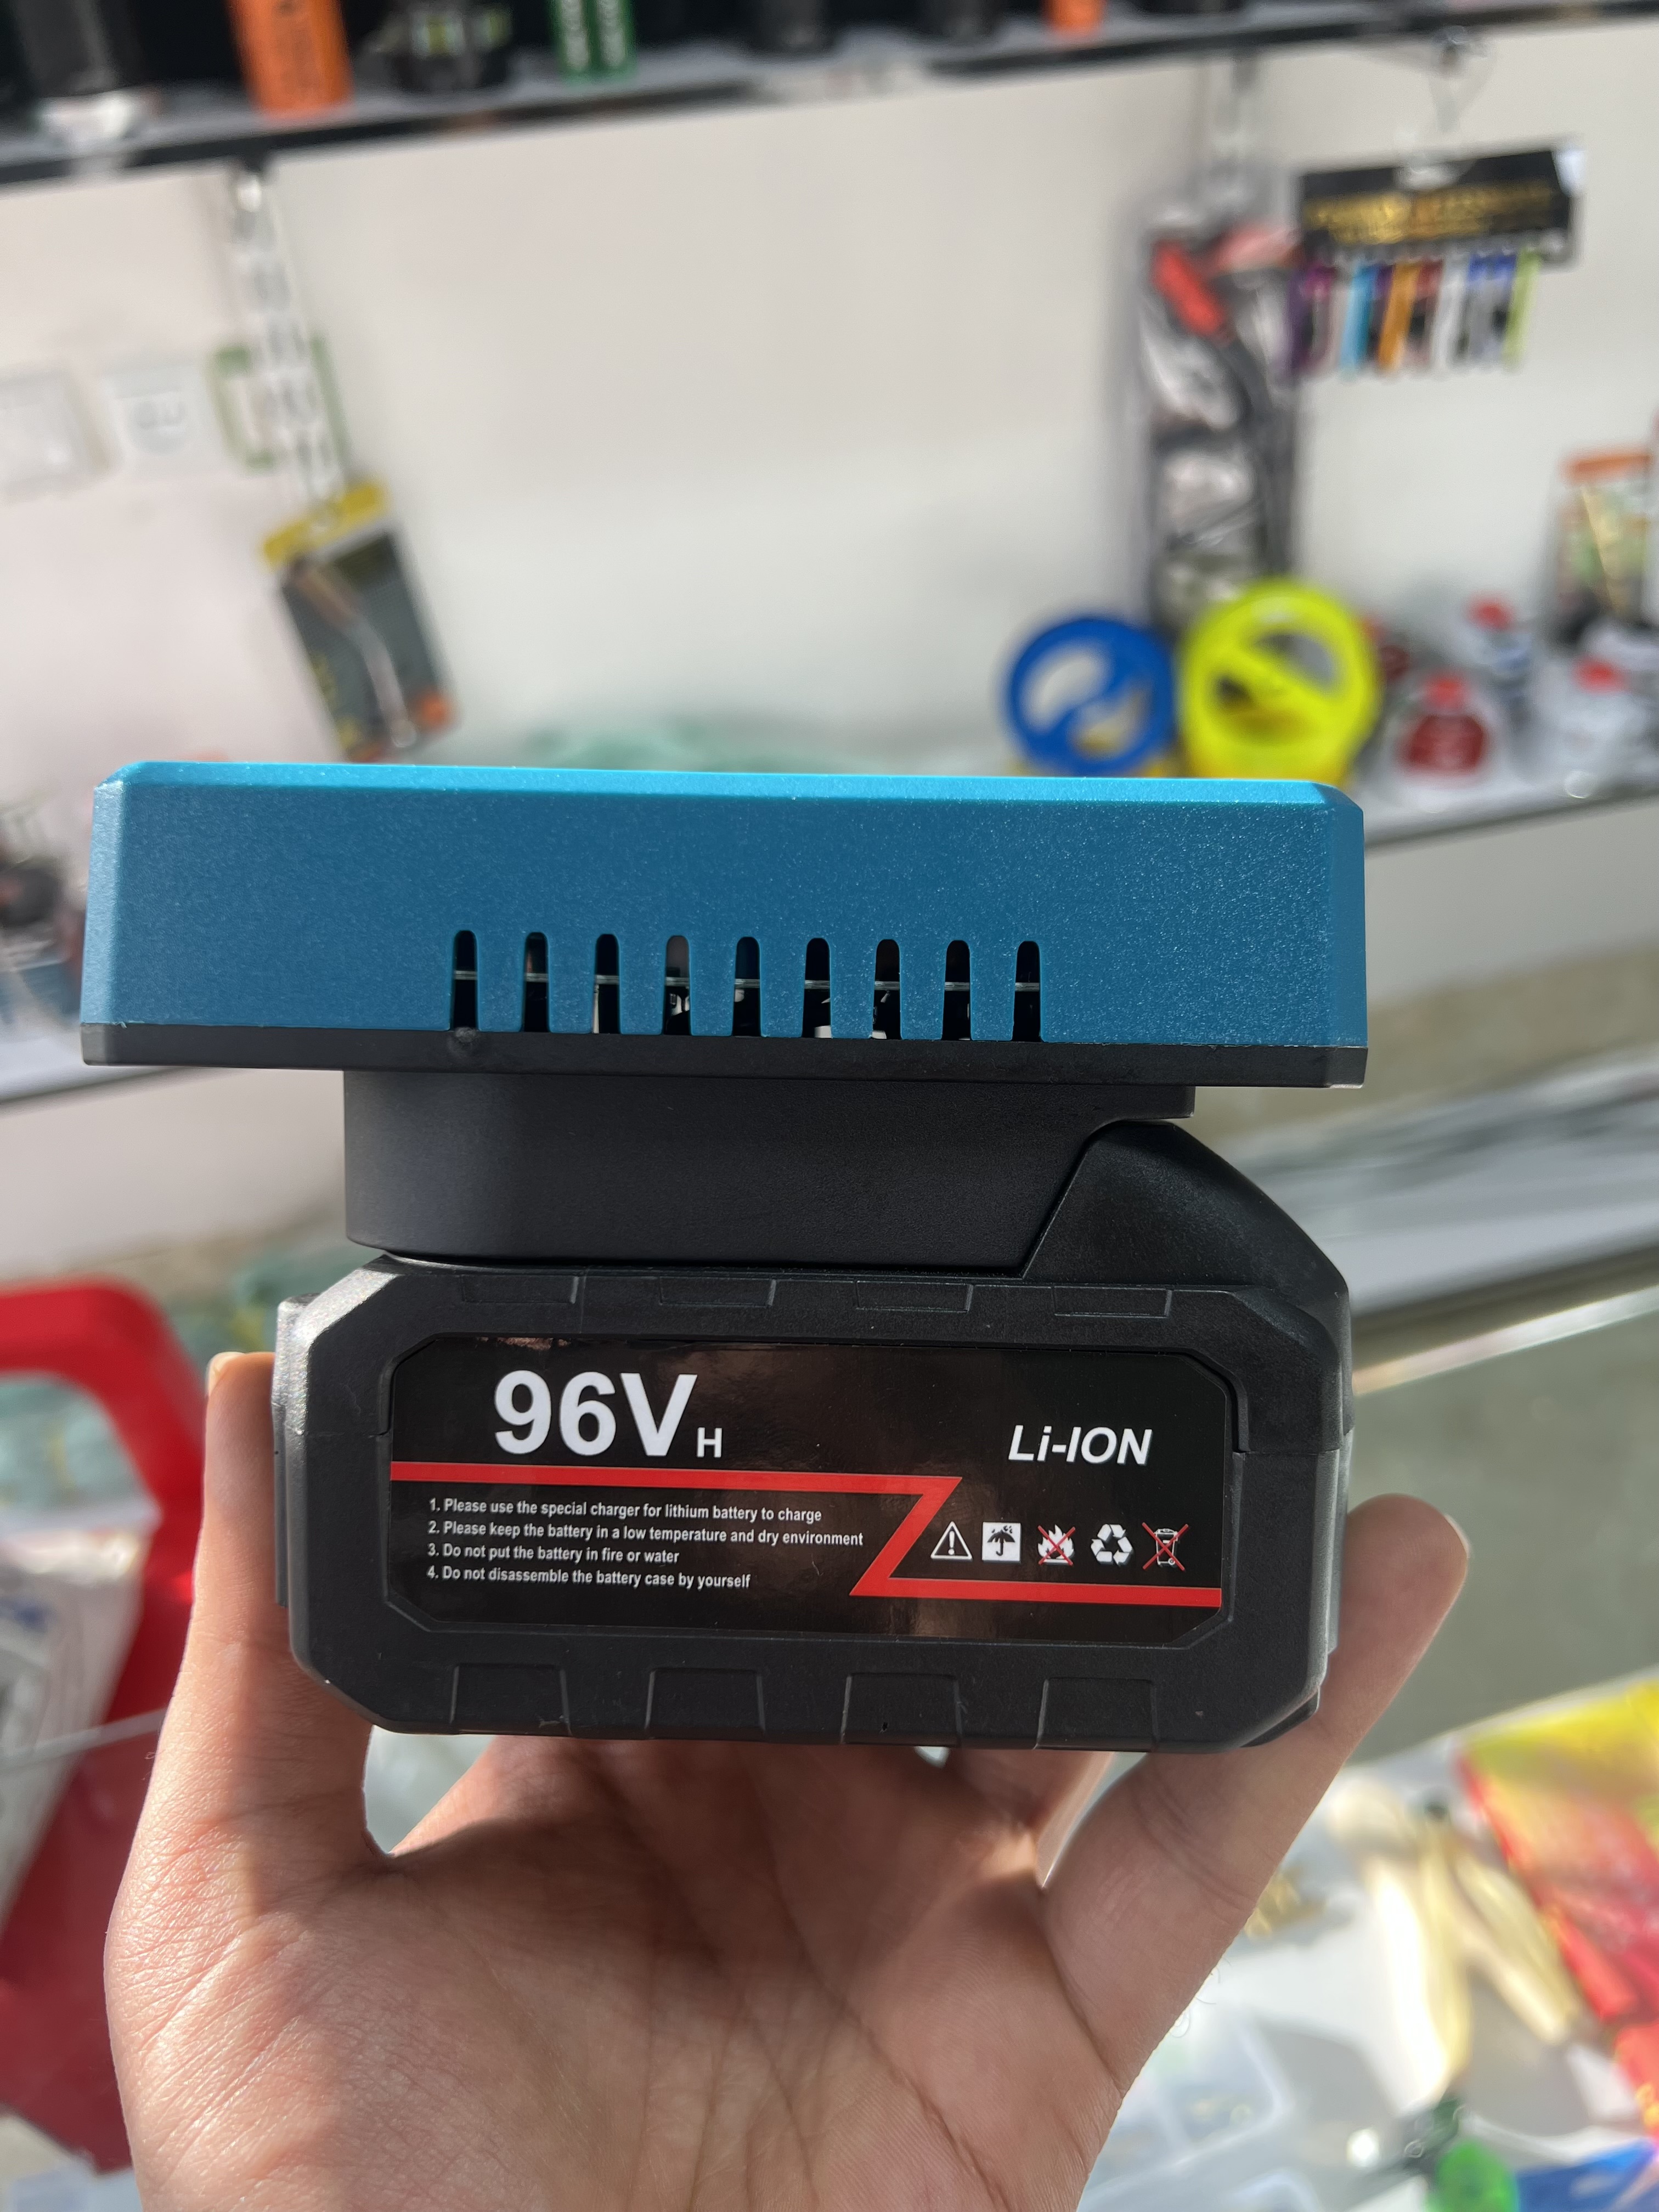 96V H
Li-ION
1. Please use the special charger for lithium battery to charge
2. Please keep the battery in a low temperature and dry environment
3. Do not put the battery in fire or water
4. Do not disassemble the battery case by yourself